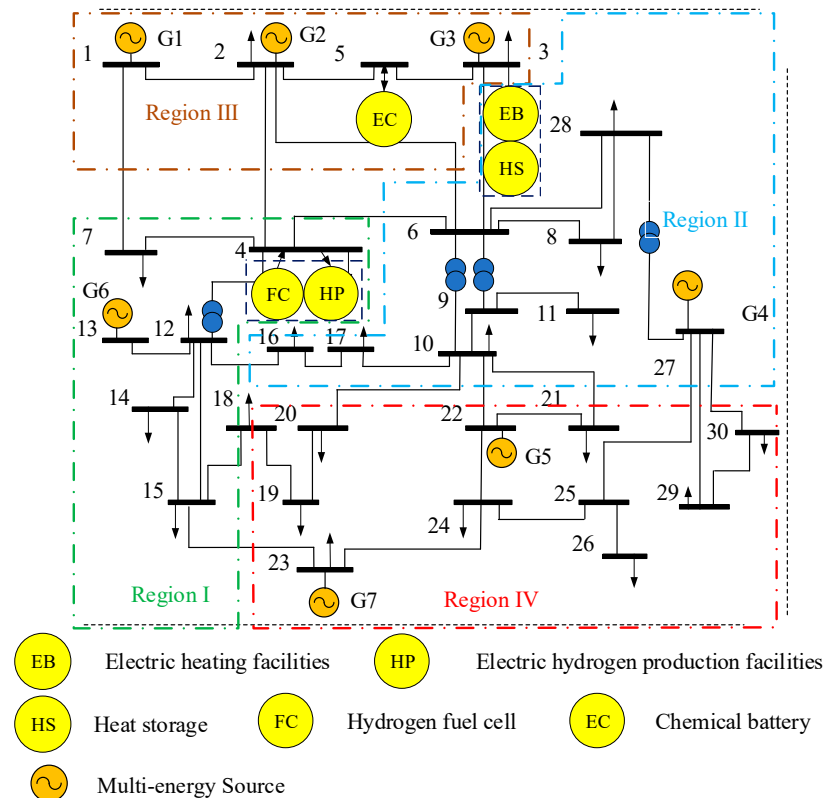 G1 G2 G3
1 2 5 3
Region III
EC
EB
HS
28
Region II
7 4 6 8
FC HP
G6
13 12 16 17
9 10 11
G4
27
14 18 20 22 21 30
G5
15 19 24 25 29
26
23
G7
Region I
Region IV
EB Electric heating facilities HP Electric hydrogen production facilities
HS Heat storage FC Hydrogen fuel cell EC Chemical battery
Multi-energy Source